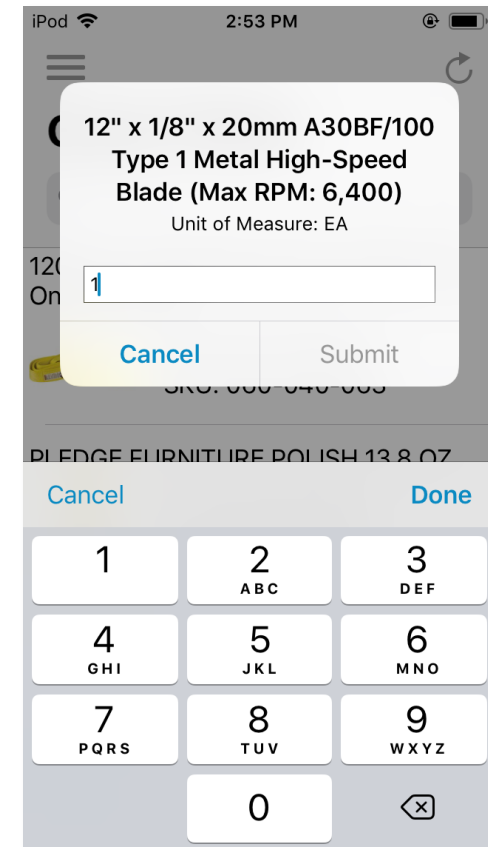 iPod 2:53 PM
12" x 1/8" x 20mm A30BF/100
Type 1 Metal High-Speed
Blade (Max RPM: 6,400)
Unit of Measure: EA
1
Cancel Submit
PLEDGE FURNITURE POLISH 13.8 OZ
Cancel Done
1 2 3
ABC DEF
4 5 6
GHI JKL MNO
7 8 9
PQRS TUV WXYZ
0